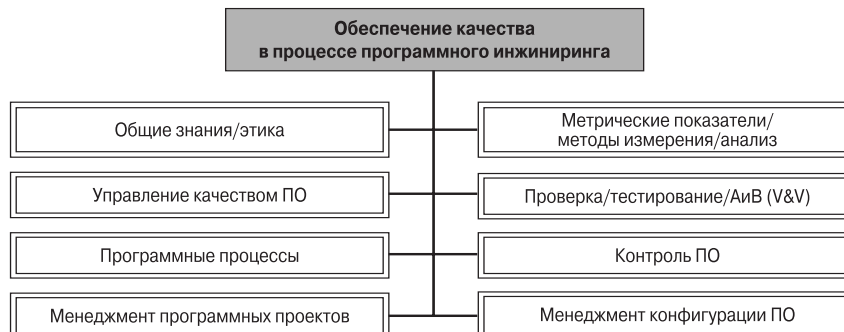 Обеспечение качества
в процессе программного инжиниринга
Общие знания/этика
Метрические показатели/
методы измерения/анализ
Управление качеством ПО
Проверка/тестирование/АиВ (V&V)
Программные процессы
Контроль ПО
Менеджмент программных проектов
Менеджмент конфигурации ПО